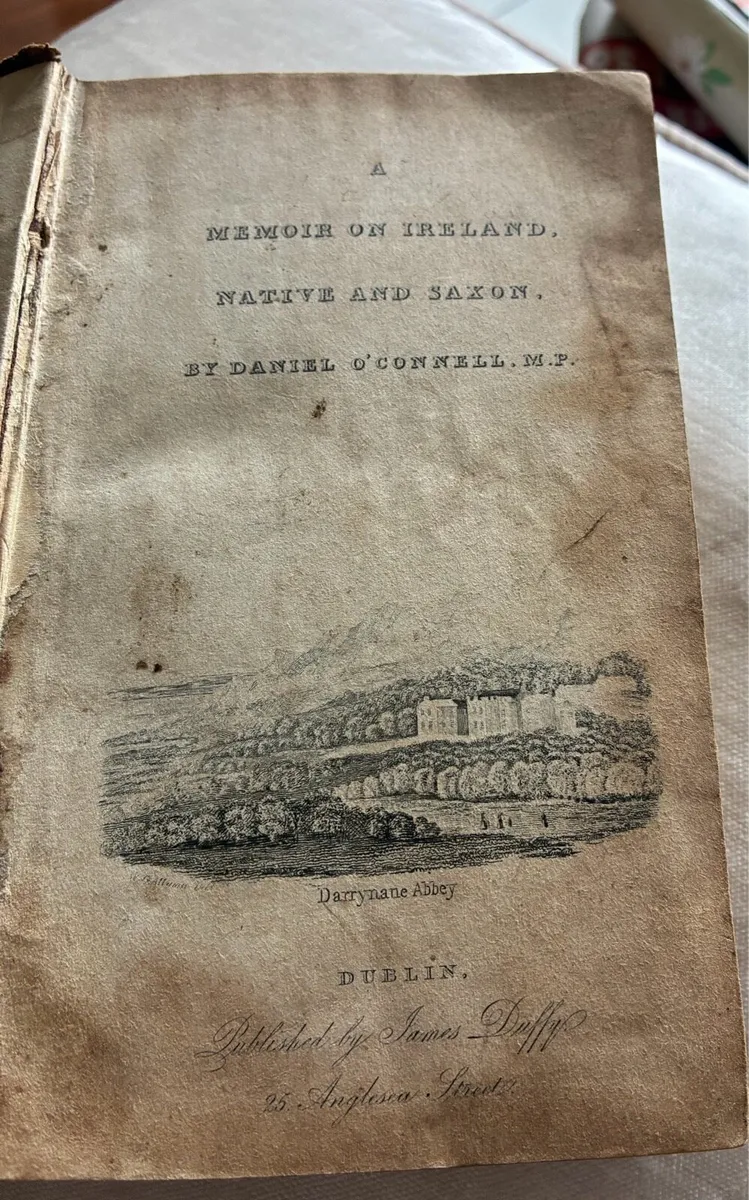 A
MEMOIR ON IRELAND,
NATIVE AND SAXON,
BY DANIEL O'CONNELL, M.P.
Darrynane Abbey
DUBLIN,
Published by James Duffy
25 Anglesea Street